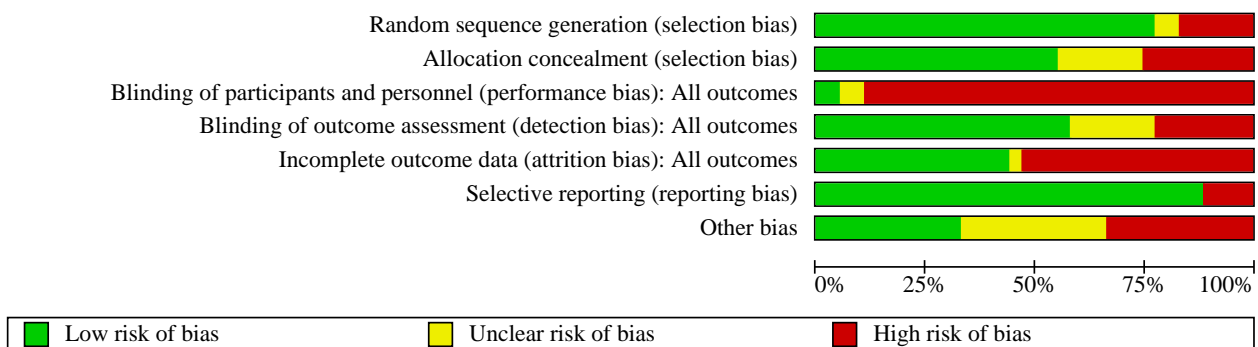 Random sequence generation (selection bias)
Allocation concealment (selection bias)
Blinding of participants and personnel (performance bias): All outcomes
Blinding of outcome assessment (detection bias): All outcomes
Incomplete outcome data (attrition bias): All outcomes
Selective reporting (reporting bias)
Other bias
0% 25% 50% 75% 100%
Low risk of bias Unclear risk of bias High risk of bias